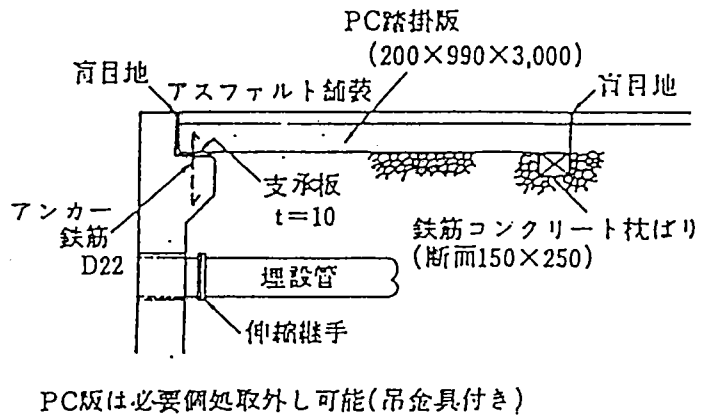 PC踏掛版
(200×990×3,000)
盲目地
アスファルト舗装
盲目地
支承板
t=10
アンカー
鉄筋
D22
鉄筋コンクリート枕ばり
(断面150×250)
埋設管
伸縮継手
PC版は必要個処取外し可能(吊金具付き)